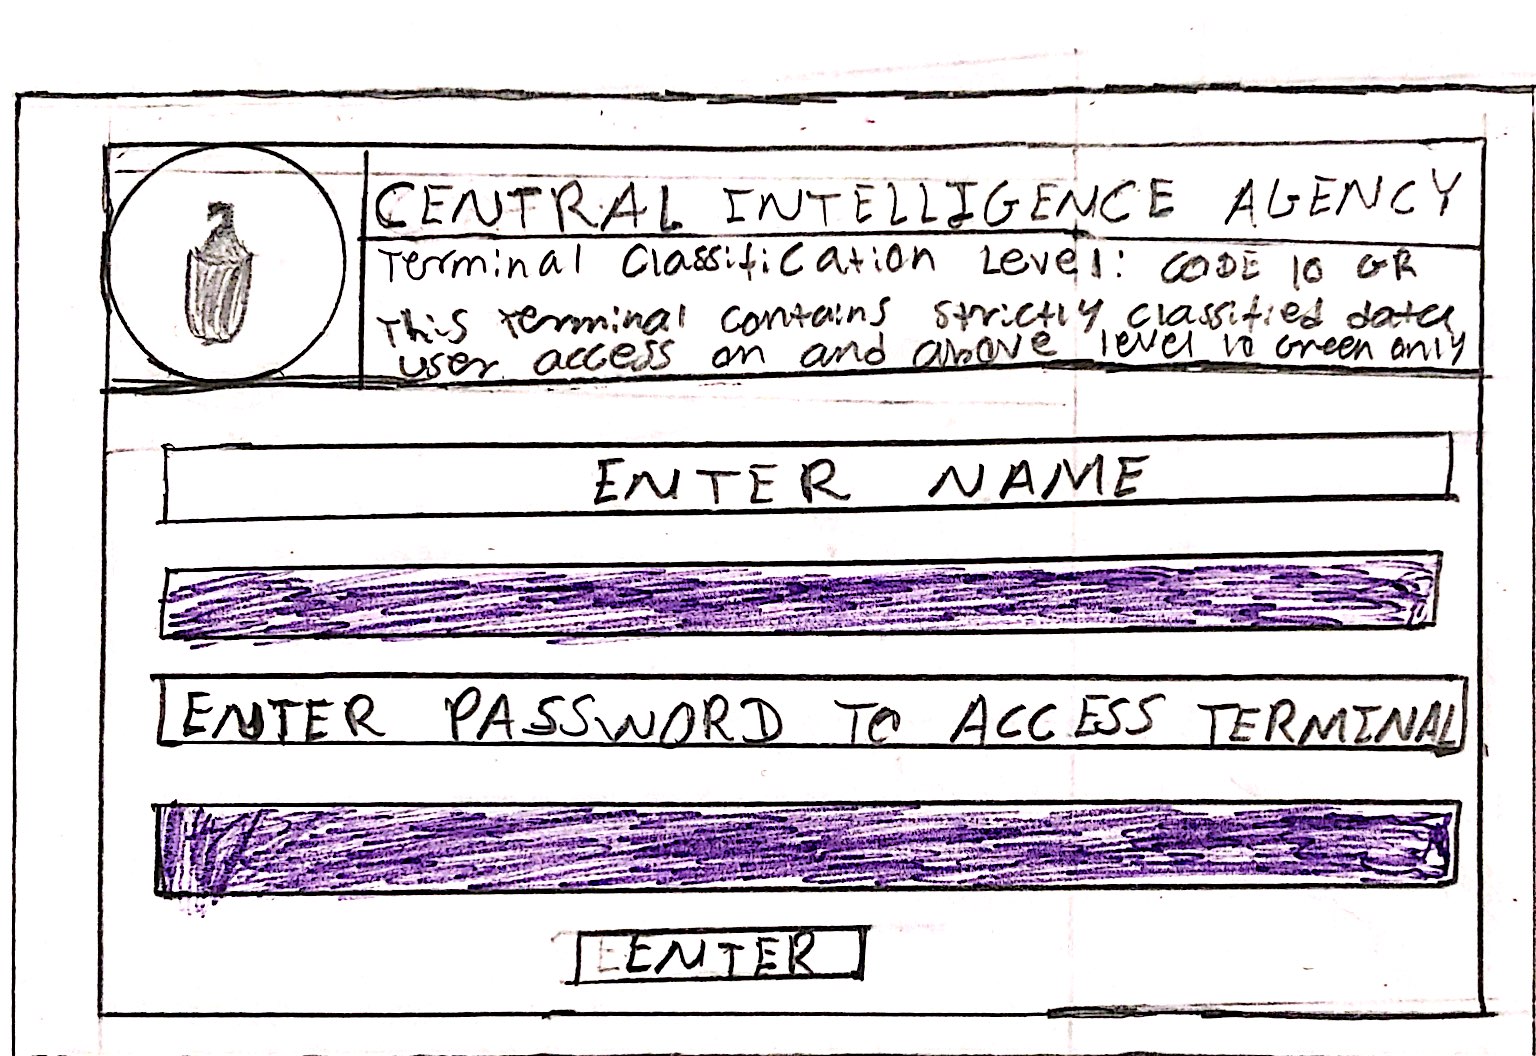 CENTRAL INTELLIGENCE AGENCY
Terminal Classification Level: CODE 10 GR
This terminal contains strictly classified data,
user access on and above level 10 Green only
ENTER NAME
ENTER PASSWORD TO ACCESS TERMINAL
ENTER